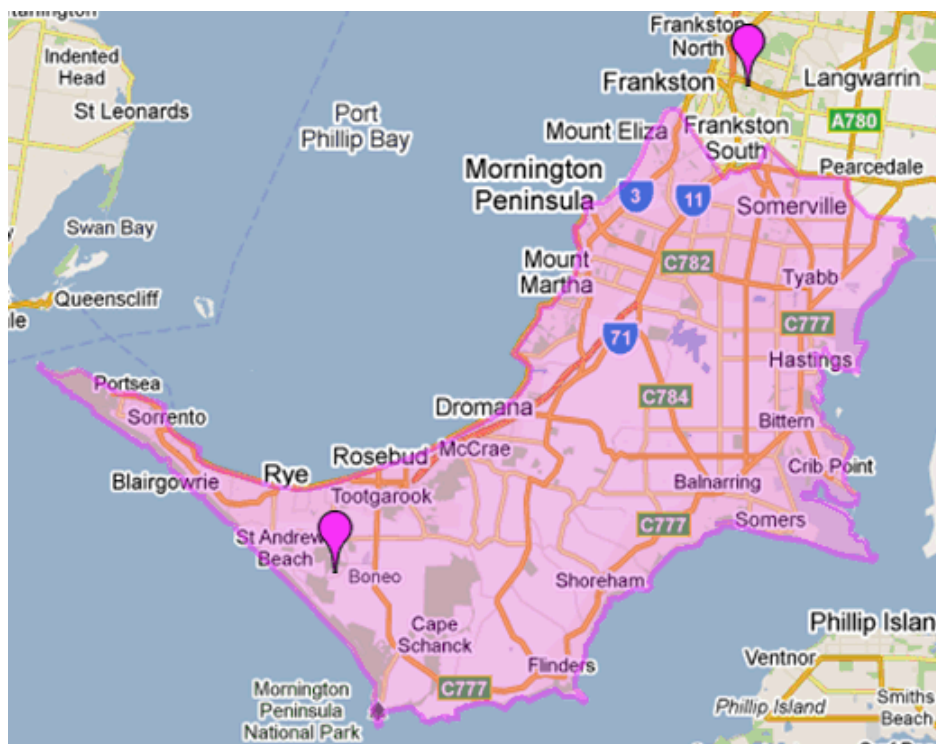 Indented
Head
St Leonards
Port
Phillip Bay
Swan Bay
Queenscliff
Frankston
North
Frankston
Langwarrin
A780
Mount Eliza
Frankston
South
Pearcedale
Mornington
Peninsula
3
11
Somerville
Mount
Martha
C782
Tyabb
C777
71
Hastings
Portsea
Sorrento
Dromana
C784
Bittern
Blairgowrie
Rye
Rosebud
McCrae
Tootgarook
Balnarring
Crib Point
St Andrew
Beach
Boneo
C777
Somers
Shoreham
Cape
Schanck
Flinders
C777
Mornington
Peninsula
National Park
Phillip Islan
Ventnor
Phillip Island
Smiths
Beach